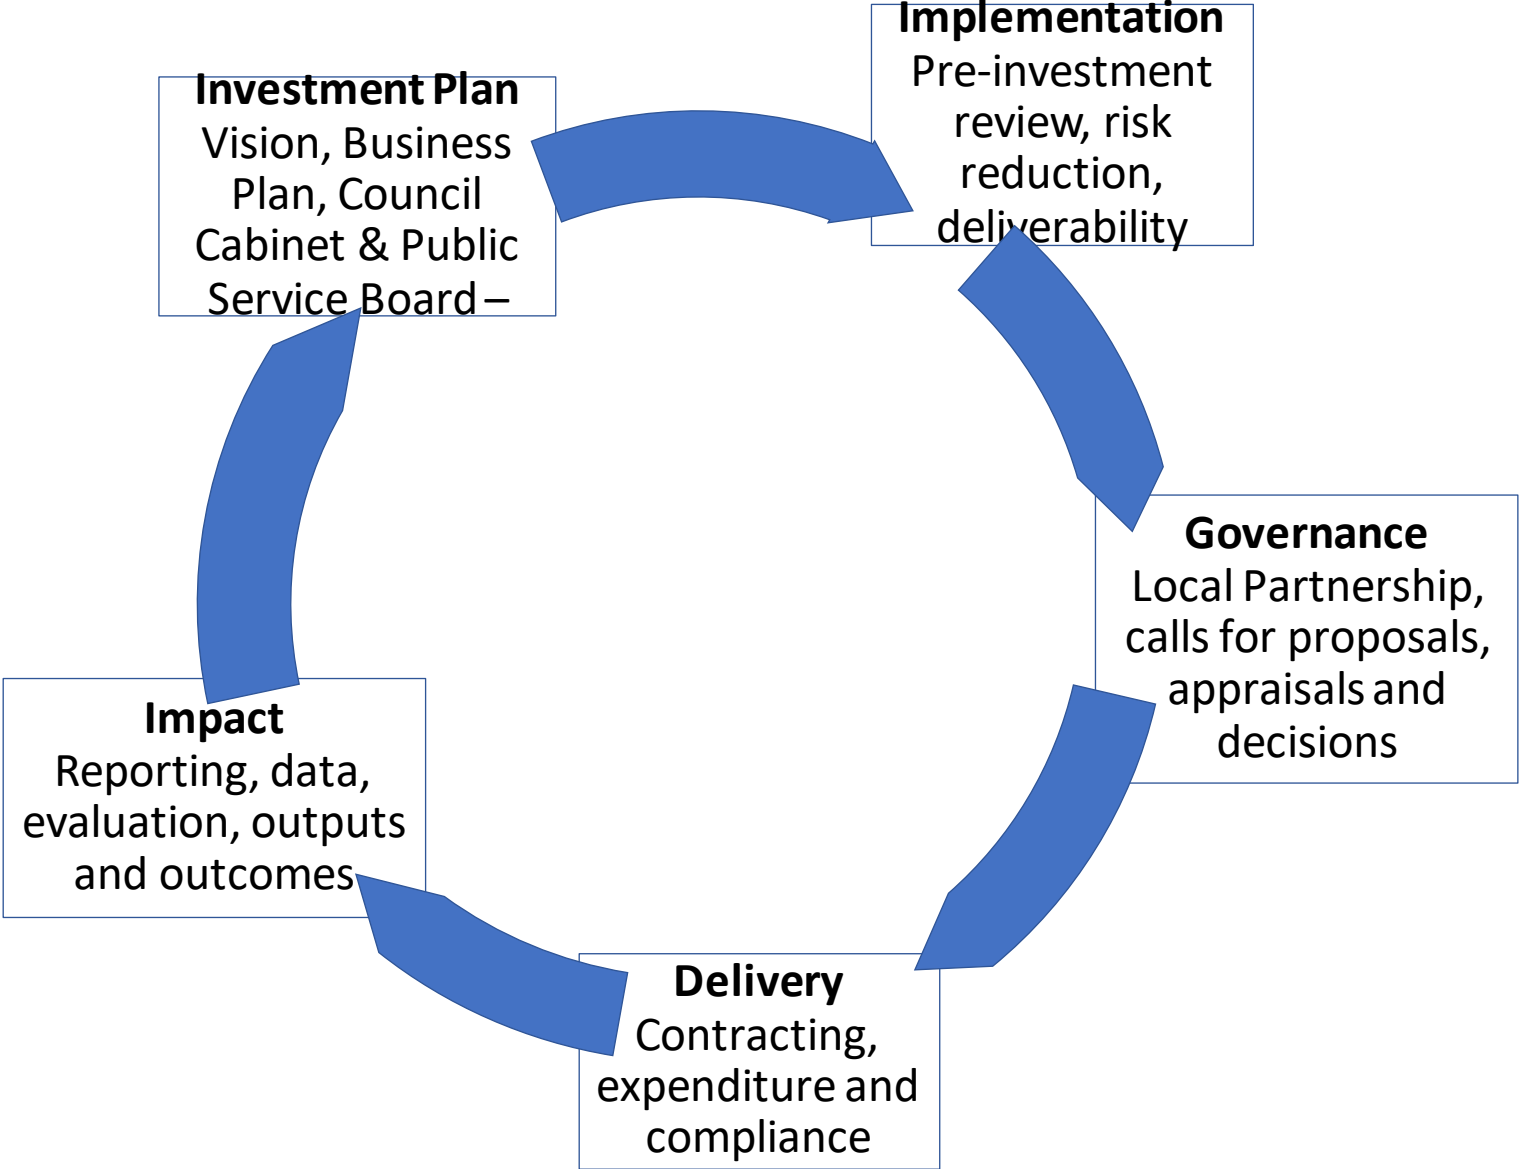 Investment Plan
Vision, Business
Plan, Council
Cabinet & Public
Service Board –
Implementation
Pre-investment
review, risk
reduction,
deliverability
Governance
Local Partnership,
calls for proposals,
appraisals and
decisions
Delivery
Contracting,
expenditure and
compliance
Impact
Reporting, data,
evaluation, outputs
and outcomes